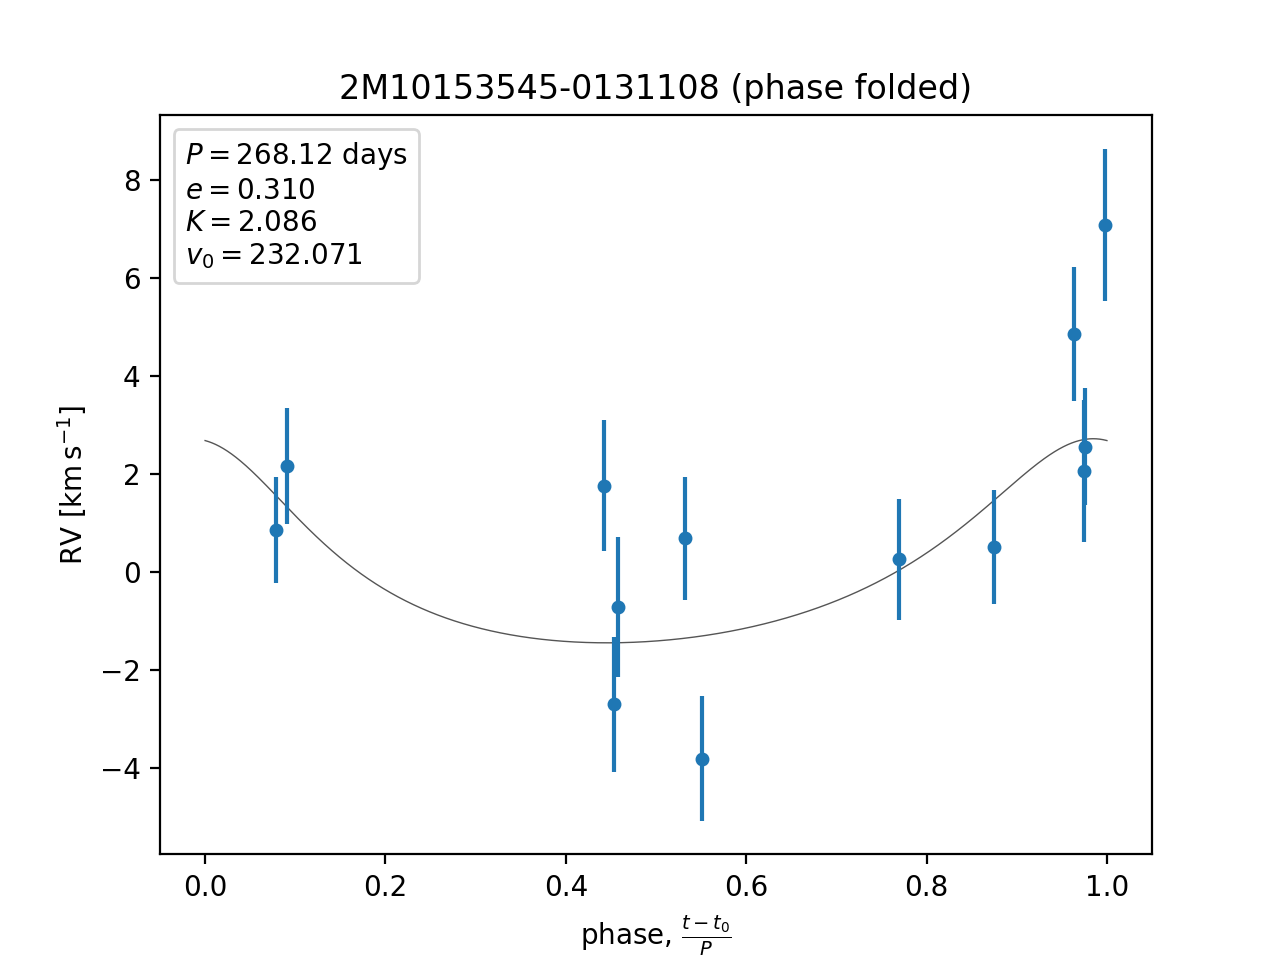 2M10153545-0131108 (phase folded)
P = 268.12 days
e = 0.310
K = 2.086
v₀ = 232.071
8
6
4
2
0
−2
−4
RV [km s⁻¹]
0.0 0.2 0.4 0.6 0.8 1.0
phase, (t − t₀)/P